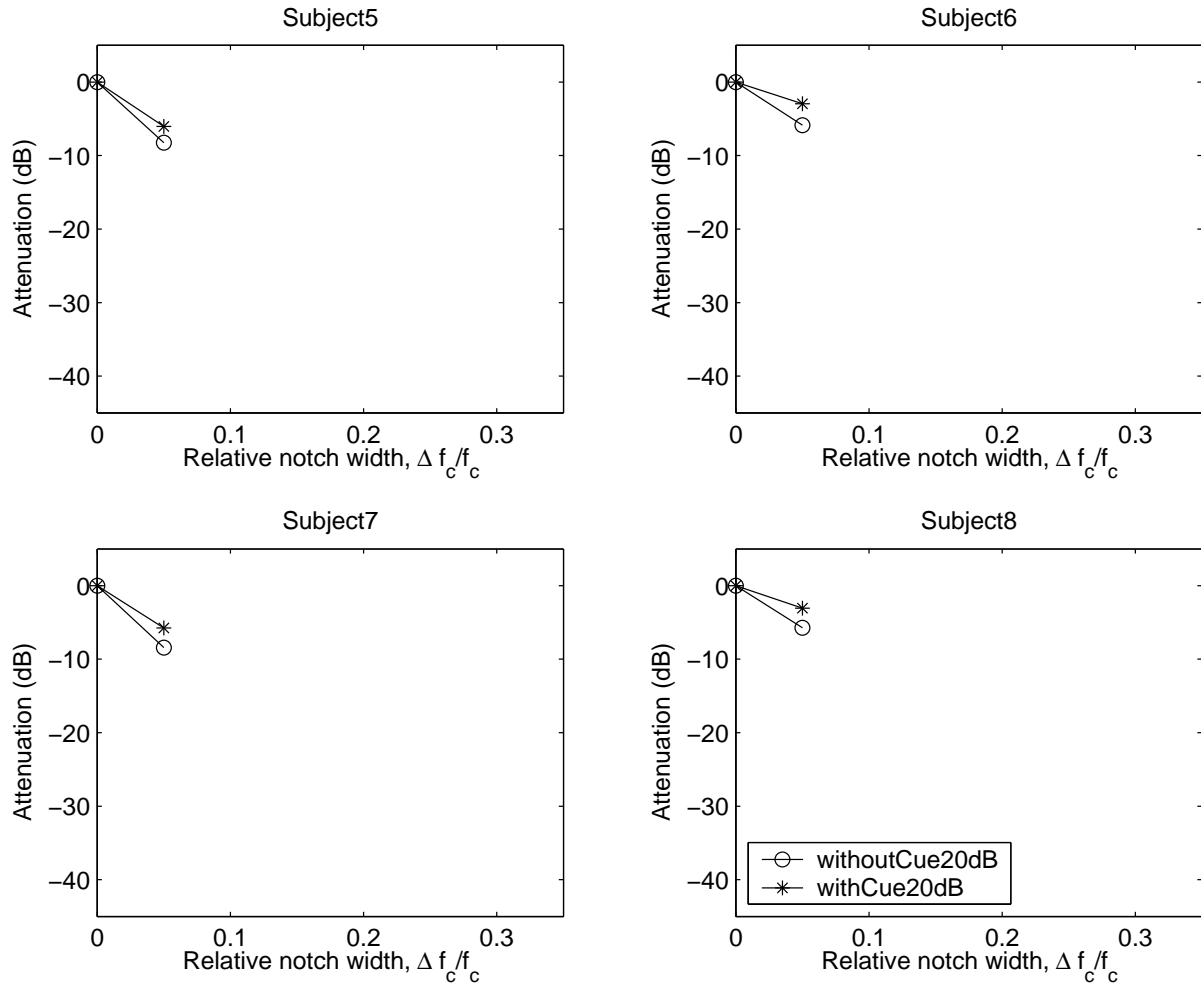 Subject5
0
−10
−20
−30
−40
Attenuation (dB)
0 0.1 0.2 0.3
Relative notch width, Δ f_c/f_c
Subject6
0
−10
−20
−30
−40
Attenuation (dB)
0 0.1 0.2 0.3
Relative notch width, Δ f_c/f_c
Subject7
0
−10
−20
−30
−40
Attenuation (dB)
0 0.1 0.2 0.3
Relative notch width, Δ f_c/f_c
Subject8
0
−10
−20
−30
−40
Attenuation (dB)
withoutCue20dB
withCue20dB
0 0.1 0.2 0.3
Relative notch width, Δ f_c/f_c